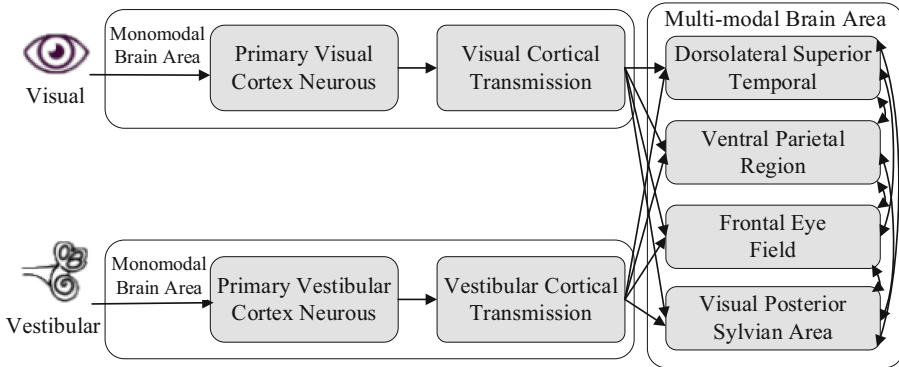 Visual
Monomodal
Brain Area
Primary Visual
Cortex Neurous
Visual Cortical
Transmission
Vestibular
Monomodal
Brain Area
Primary Vestibular
Cortex Neurous
Vestibular Cortical
Transmission
Multi-modal Brain Area
Dorsolateral Superior
Temporal
Ventral Parietal
Region
Frontal Eye
Field
Visual Posterior
Sylvian Area